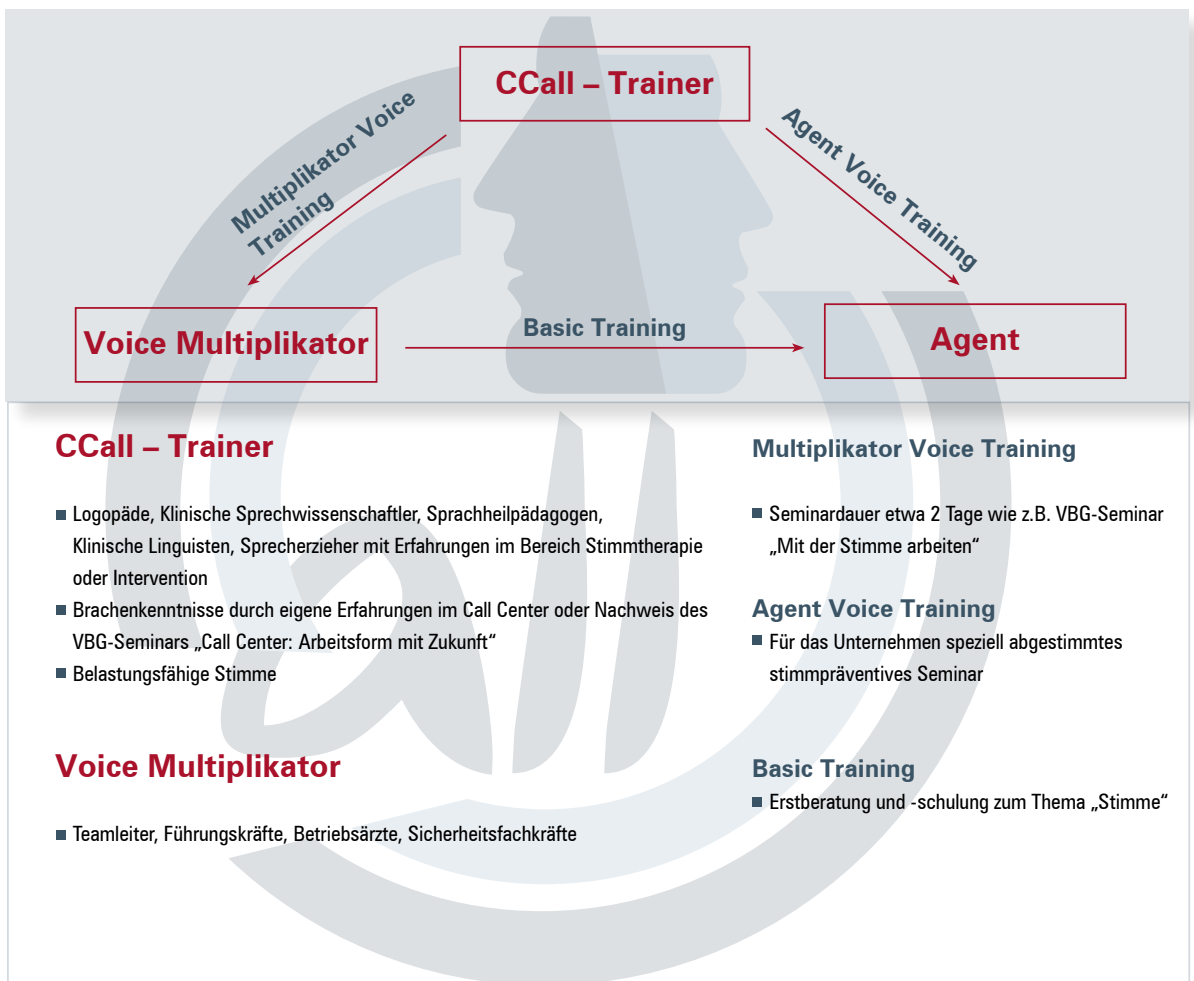 CCall – Trainer
Multiplikator Voice
Training
Agent Voice Training
Voice Multiplikator
Basic Training
Agent
CCall – Trainer
Logopäde, Klinische Sprechwissenschaftler, Sprachheilpädagogen,
Klinische Linguisten, Sprecherzieher mit Erfahrungen im Bereich Stimmtherapie
oder Intervention
Brachenkenntnisse durch eigene Erfahrungen im Call Center oder Nachweis des
VBG-Seminars „Call Center: Arbeitsform mit Zukunft“
Belastungsfähige Stimme
Voice Multiplikator
Teamleiter, Führungskräfte, Betriebsärzte, Sicherheitsfachkräfte
Multiplikator Voice Training
Seminardauer etwa 2 Tage wie z.B. VBG-Seminar
„Mit der Stimme arbeiten“
Agent Voice Training
Für das Unternehmen speziell abgestimmtes
stimmpräventives Seminar
Basic Training
Erstberatung und -schulung zum Thema „Stimme“
all